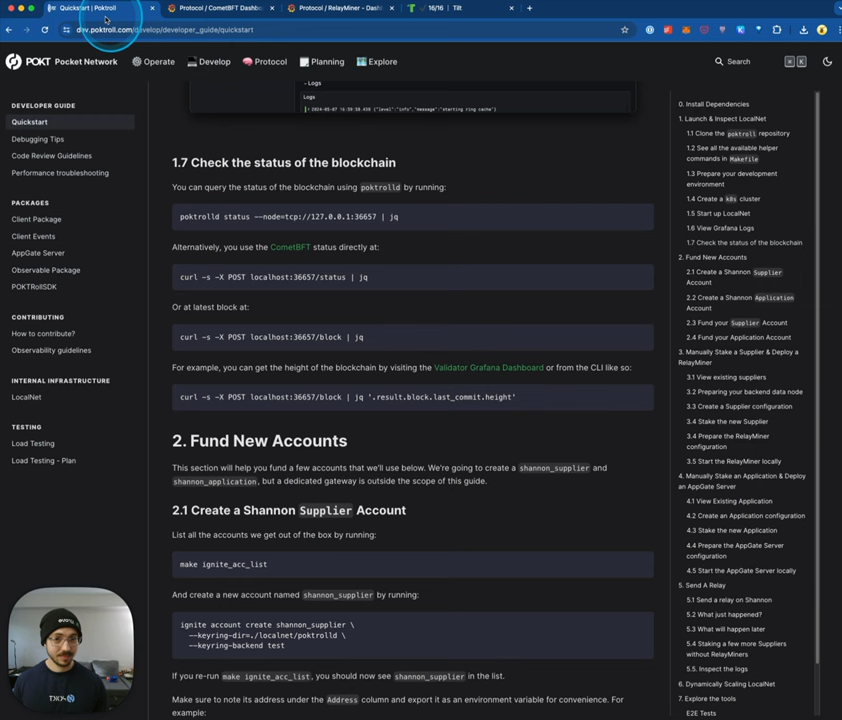 Quickstart | Poktroll
Protocol / CometBFT Dashbo
Protocol / RelayMiner - Dash
16/16 | Tilt
dev.poktroll.com/develop/developer_guide/quickstart
POKT Pocket Network
Operate
Develop
Protocol
Planning
Explore
Search
⌘ K
DEVELOPER GUIDE
Quickstart
Debugging Tips
Code Review Guidelines
Performance troubleshooting
PACKAGES
Client Package
Client Events
AppGate Server
Observable Package
POKTRollSDK
CONTRIBUTING
How to contribute?
Observability guidelines
INTERNAL INFRASTRUCTURE
LocalNet
TESTING
Load Testing
Load Testing - Plan
- Logs
Logs
1.7 Check the status of the blockchain
You can query the status of the blockchain using poktrolld by running:
poktrolld status --node=tcp://127.0.0.1:36657 | jq
Alternatively, you use the CometBFT status directly at:
curl -s -X POST localhost:36657/status | jq
Or at latest block at:
curl -s -X POST localhost:36657/block | jq
For example, you can get the height of the blockchain by visiting the Validator Grafana Dashboard or from the CLI like so:
curl -s -X POST localhost:36657/block | jq '.result.block.last_commit.height'
2. Fund New Accounts
This section will help you fund a few accounts that we'll use below. We're going to create a shannon_supplier and
shannon_application, but a dedicated gateway is outside the scope of this guide.
2.1 Create a Shannon Supplier Account
List all the accounts we get out of the box by running:
make ignite_acc_list
And create a new account named shannon_supplier by running:
ignite account create shannon_supplier \
--keyring-dir=./localnet/poktrolld \
--keyring-backend test
If you re-run make ignite_acc_list, you should now see shannon_supplier in the list.
Make sure to note its address under the Address column and export it as an environment variable for convenience. For
example:
0. Install Dependencies
1. Launch & Inspect LocalNet
1.1 Clone the poktroll repository
1.2 See all the available helper
commands in Makefile
1.3 Prepare your development
environment
1.4 Create a k8s cluster
1.5 Start up LocalNet
1.6 View Grafana Logs
1.7 Check the status of the blockchain
2. Fund New Accounts
2.1 Create a Shannon Supplier
Account
2.2 Create a Shannon Application
Account
2.3 Fund your Supplier Account
2.4 Fund your Application Account
3. Manually Stake a Supplier & Deploy a
RelayMiner
3.1 View existing suppliers
3.2 Preparing your backend data node
3.3 Create a Supplier configuration
3.4 Stake the new Supplier
3.4 Prepare the RelayMiner
configuration
3.5 Start the RelayMiner locally
4. Manually Stake an Application & Deploy
an AppGate Server
4.1 View Existing Application
4.2 Create an Application configuration
4.3 Stake the new Application
4.4 Prepare the AppGate Server
configuration
4.5 Start the AppGate Server locally
5. Send A Relay
5.1 Send a relay on Shannon
5.2 What just happened?
5.3 What will happen later
5.4 Staking a few more Suppliers
without RelayMiners
5.5. Inspect the logs
6. Dynamically Scaling LocalNet
7. Explore the tools
E2E Tests